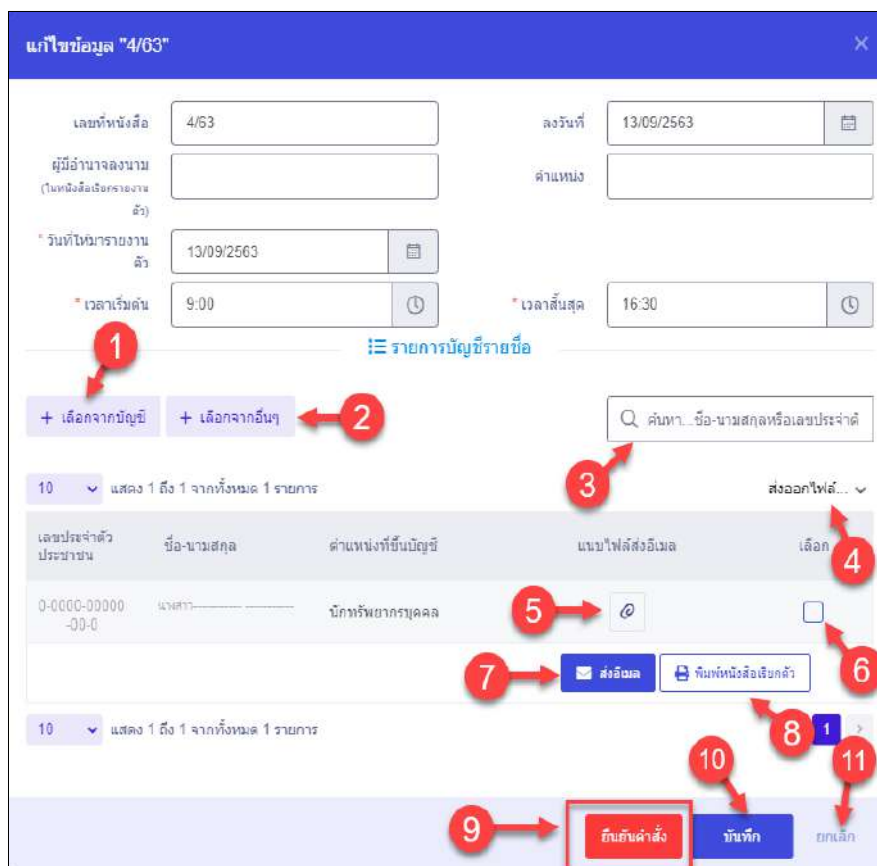 แก้ไขข้อมูล "4/63"
เลขที่หนังสือ 4/63 ลงวันที่ 13/09/2563
ผู้มีอำนาจลงนาม
(ในหนังสือเรียกรายงาน
ตัว)
ตำแหน่ง
* วันที่ให้มารายงาน
ตัว
13/09/2563
* เวลาเริ่มต้น 9:00 * เวลาสิ้นสุด 16:30
1
รายการบัญชีรายชื่อ
+ เลือกจากบัญชี + เลือกจากอื่นๆ 2 ค้นหา...ชื่อ-นามสกุลหรือเลขประจำตั
3
10 แสดง 1 ถึง 1 จากทั้งหมด 1 รายการ ส่งออกไฟล์...
เลขประจำตัว
ประชาชน
ชื่อ-นามสกุล ตำแหน่งที่ขึ้นบัญชี แนบไฟล์ส่งอีเมล เลือก
4
0-0000-00000
-00-0
นางสาว------------ ------------ นักทรัพยากรบุคคล 5
6
7 ส่งอีเมล พิมพ์หนังสือเรียกตัว
8
10 แสดง 1 ถึง 1 จากทั้งหมด 1 รายการ 1
10 11
9 ยืนยันคำสั่ง บันทึก ยกเลิก